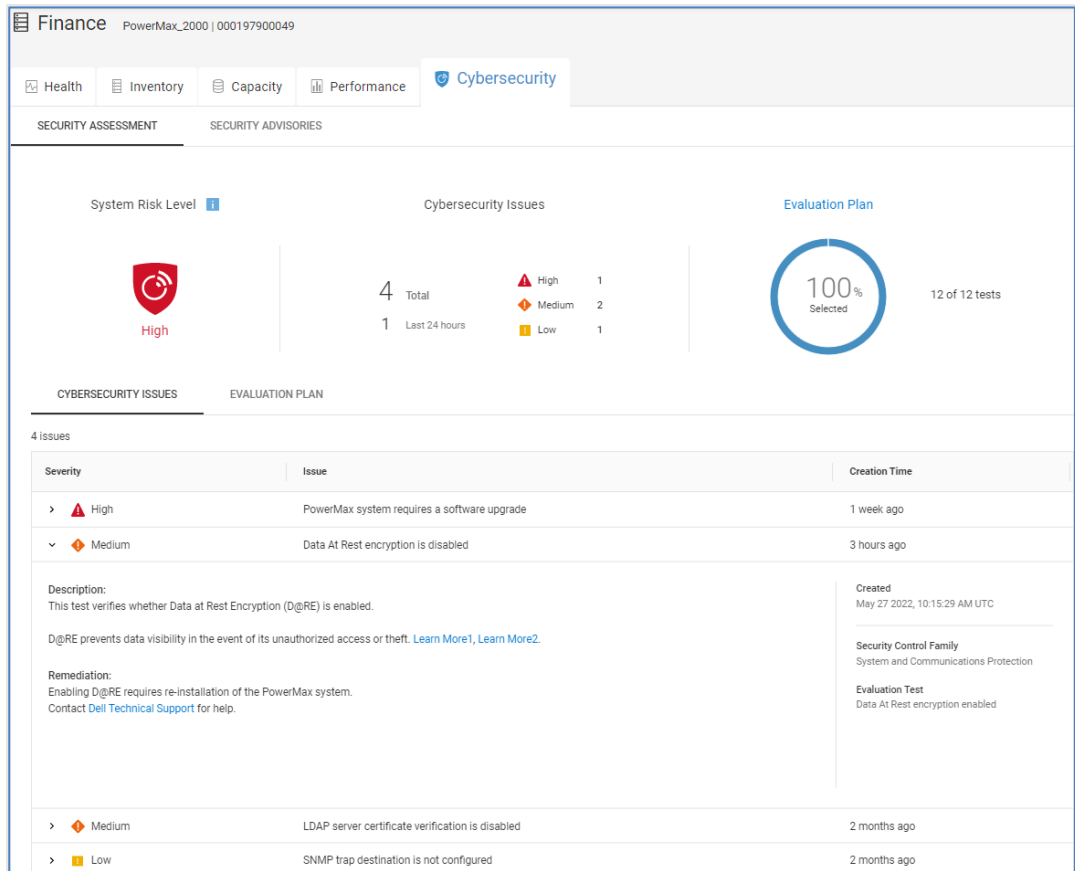 Finance PowerMax_2000 | 000197900049
Health Inventory Capacity Performance Cybersecurity
SECURITY ASSESSMENT SECURITY ADVISORIES
System Risk Level i Cybersecurity Issues Evaluation Plan
High
4 Total
1 Last 24 hours
High 1
Medium 2
Low 1
100%
Selected
12 of 12 tests
CYBERSECURITY ISSUES EVALUATION PLAN
4 issues
Severity Issue Creation Time
High PowerMax system requires a software upgrade 1 week ago
Medium Data At Rest encryption is disabled 3 hours ago
Description:
This test verifies whether Data at Rest Encryption (D@RE) is enabled.
D@RE prevents data visibility in the event of its unauthorized access or theft. Learn More1, Learn More2.
Remediation:
Enabling D@RE requires re-installation of the PowerMax system.
Contact Dell Technical Support for help.
Created
May 27 2022, 10:15:29 AM UTC
Security Control Family
System and Communications Protection
Evaluation Test
Data At Rest encryption enabled
Medium LDAP server certificate verification is disabled 2 months ago
Low SNMP trap destination is not configured 2 months ago